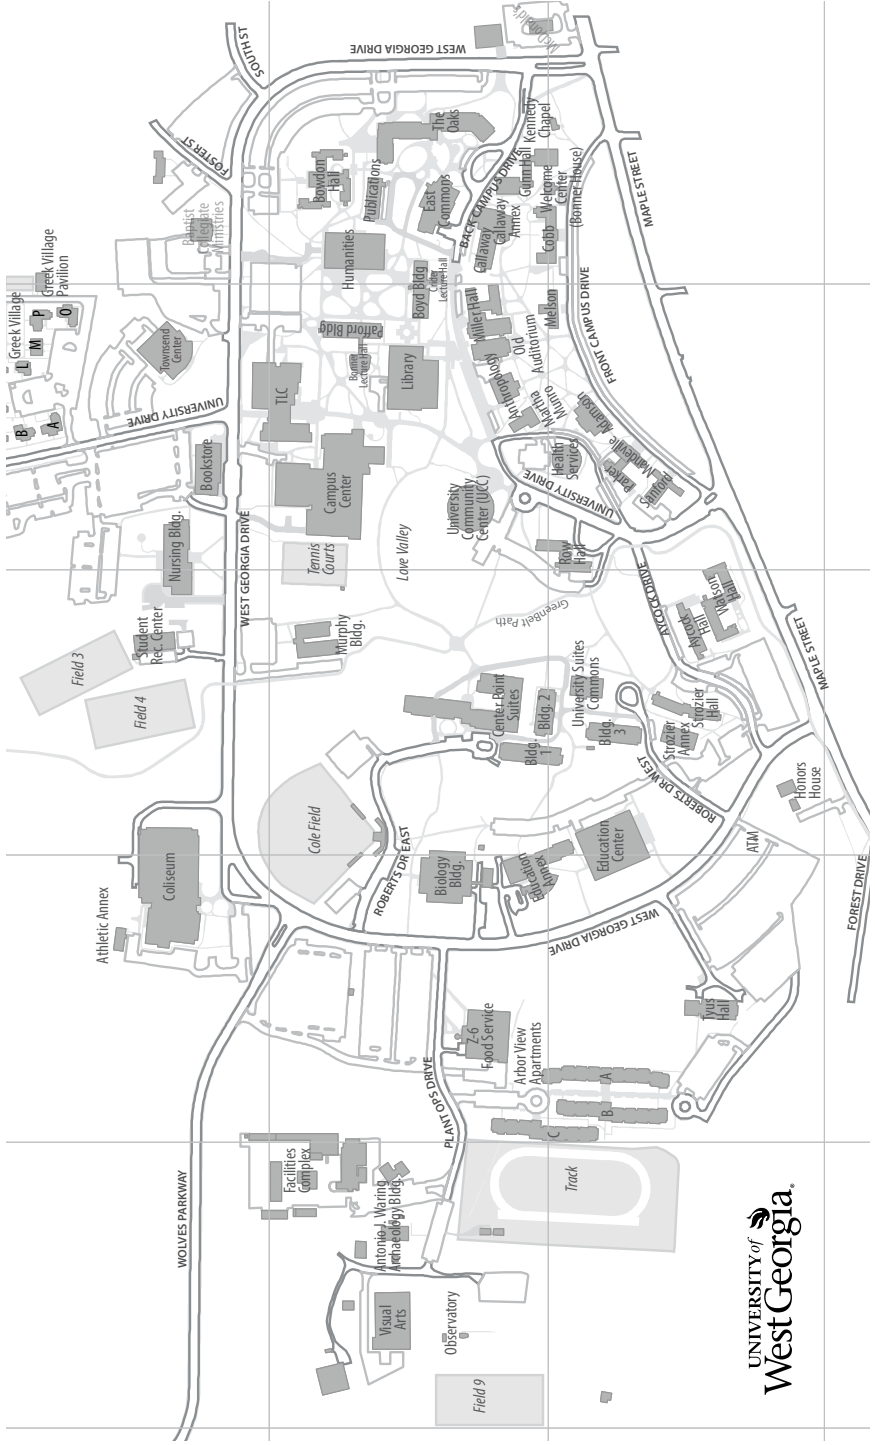 McDonald's
WEST GEORGIA DRIVE
SOUTH ST
FOSTER ST
The
Oaks
Kennedy
Chapel
Bowdon
Hall
Publications
East
Commons
BACK CAMPUS DRIVE
Gunn Hall
Welcome
Center
(Bonner House)
MAPLE STREET
Baptist
Collegiate
Ministries
Humanities
Callaway
Annex
Callaway
Cobb
Greek Village
Pavilion
Greek Village
L
M
P
O
B
A
Boyd Bldg
Crider
Lecture Hall
Miller Hall
Melson
FRONT CAMPUS DRIVE
Townsend
Center
Pafford Bldg
Bonner
Lecture Hall
Library
TLC
Old
Auditorium
Anthropology
Martha
Munro
Adamson
UNIVERSITY DRIVE
Bookstore
Campus
Center
University
Community
Center (UCC)
Health
Services
UNIVERSITY DRIVE
Mandeville
Parker
Sanford
Nursing Bldg.
WEST GEORGIA DRIVE
Tennis
Courts
Love Valley
Row
Hall
AYCOCK DRIVE
Watson
Hall
Aycock
Hall
GreenBelt Path
Student
Rec. Center
Murphy
Bldg.
MAPLE STREET
Field 3
Field 4
Center Point
Suites
Bldg. 2
University Suites
Commons
Bldg.
1
Bldg.
3
Strozier
Hall
Strozier
Annex
ROBERTS DR WEST
Honors
House
Cole Field
ROBERTS DR EAST
Coliseum
Athletic Annex
Biology
Bldg.
Education
Annex
Education
Center
ATM
FOREST DRIVE
WEST GEORGIA DRIVE
Z-6
Food Service
Tyus
Hall
Arbor View
Apartments
A
B
C
PLANT OPS DRIVE
Facilities
Complex
Track
WOLVES PARKWAY
Antonio J. Waring
Archaeology Bldg.
Visual
Arts
Observatory
Field 9
UNIVERSITY of
West Georgia®